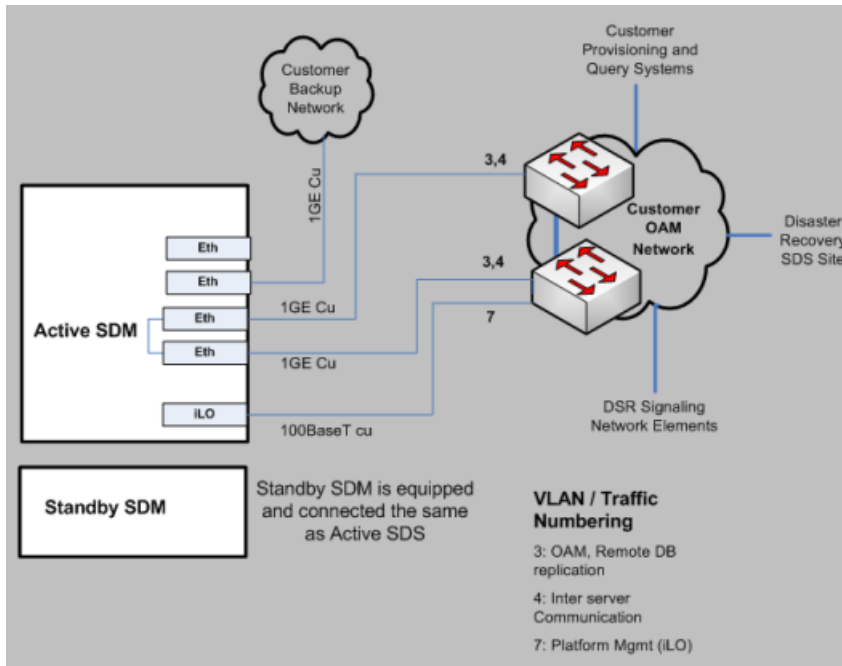 Customer
Provisioning and
Query Systems
Customer
Backup
Network
3,4
1GE Cu
Customer
OAM
Network
Disaster
Recovery
SDS Site
Eth
Eth
3,4
1GE Cu
7
Active SDM
Eth
Eth
1GE Cu
iLO
100BaseT cu
DSR Signaling
Network Elements
Standby SDM
Standby SDM is equipped
and connected the same
as Active SDS
VLAN / Traffic
Numbering
3: OAM, Remote DB
replication
4: Inter server
Communication
7: Platform Mgmt (iLO)